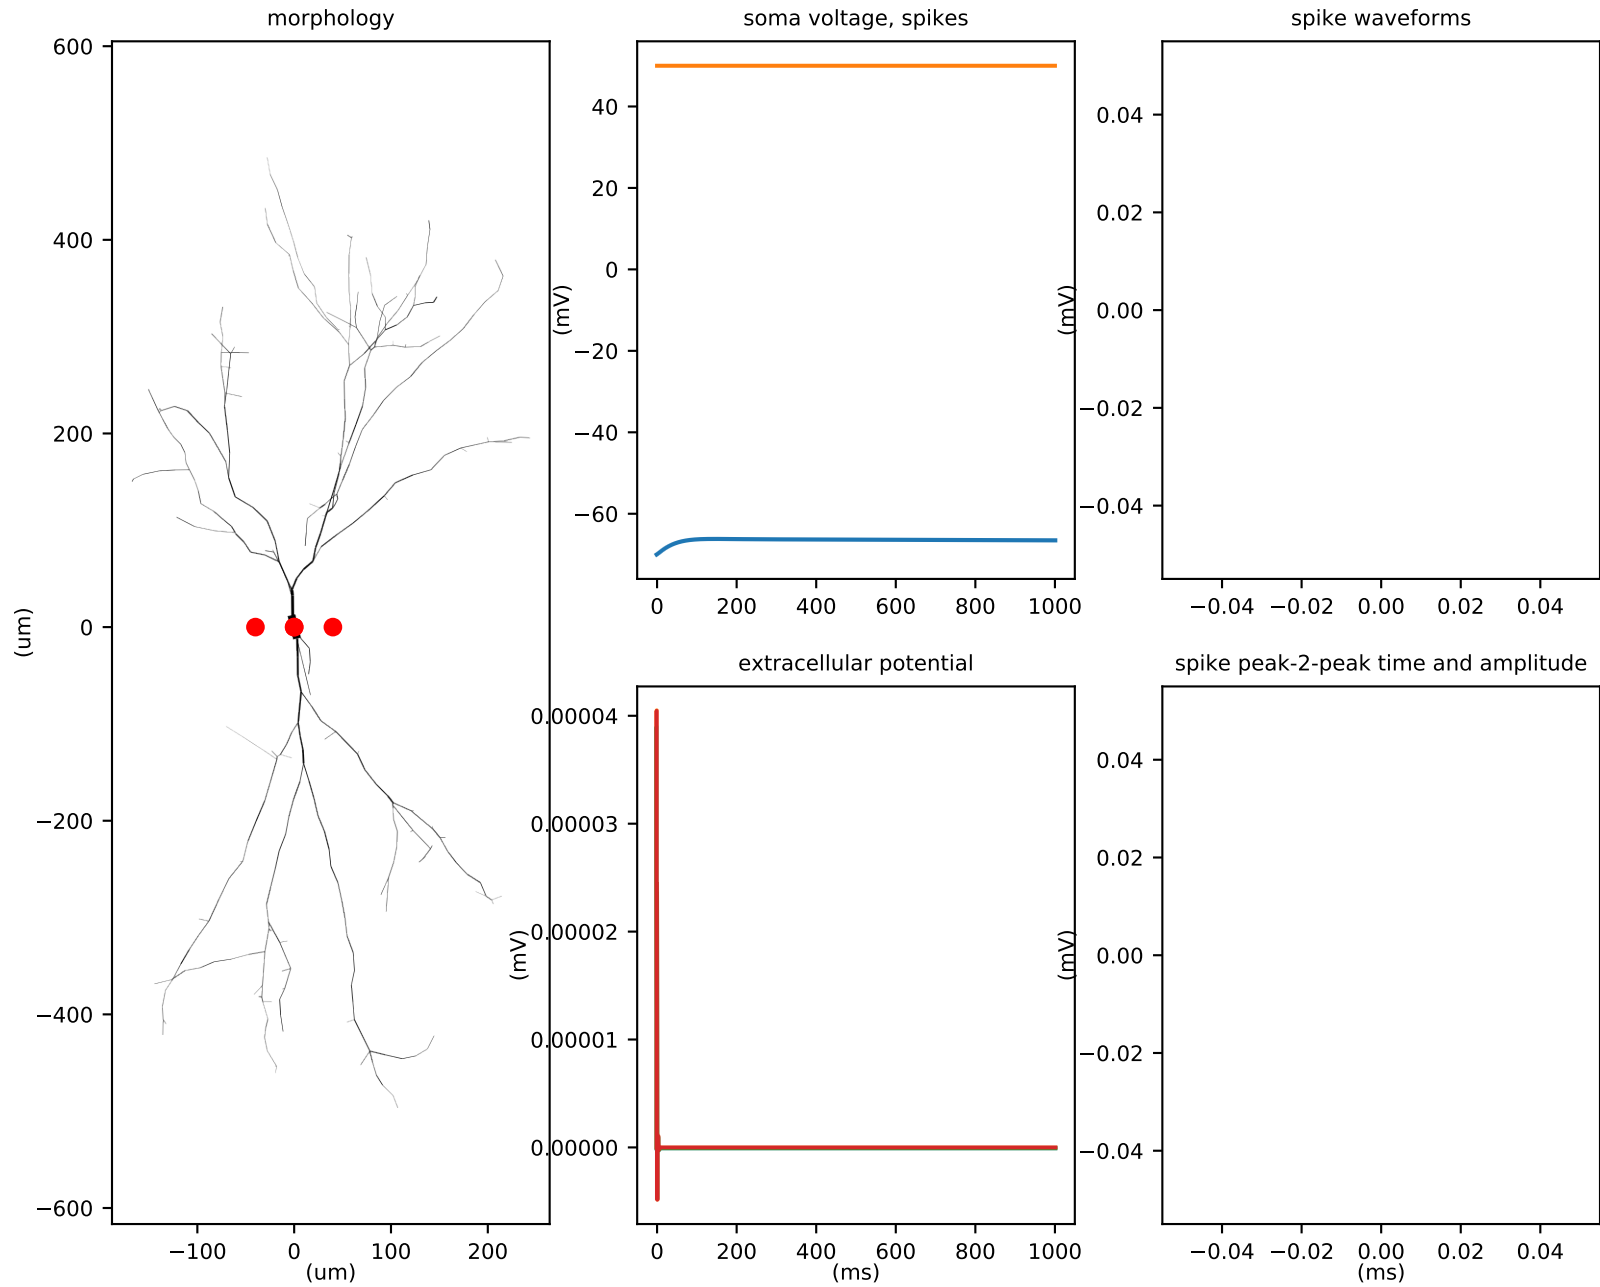 morphology
600
400
200
0
−200
−400
−600
(um)
−100 0 100 200
(um)
soma voltage, spikes
40
20
0
−20
−40
−60
(mV)
0 200 400 600 800 1000
spike waveforms
0.04
0.02
0.00
−0.02
−0.04
(mV)
−0.04 −0.02 0.00 0.02 0.04
extracellular potential
0.00004
0.00003
0.00002
0.00001
0.00000
(mV)
0 200 400 600 800 1000
(ms)
spike peak-2-peak time and amplitude
0.04
0.02
0.00
−0.02
−0.04
(mV)
−0.04 −0.02 0.00 0.02 0.04
(ms)